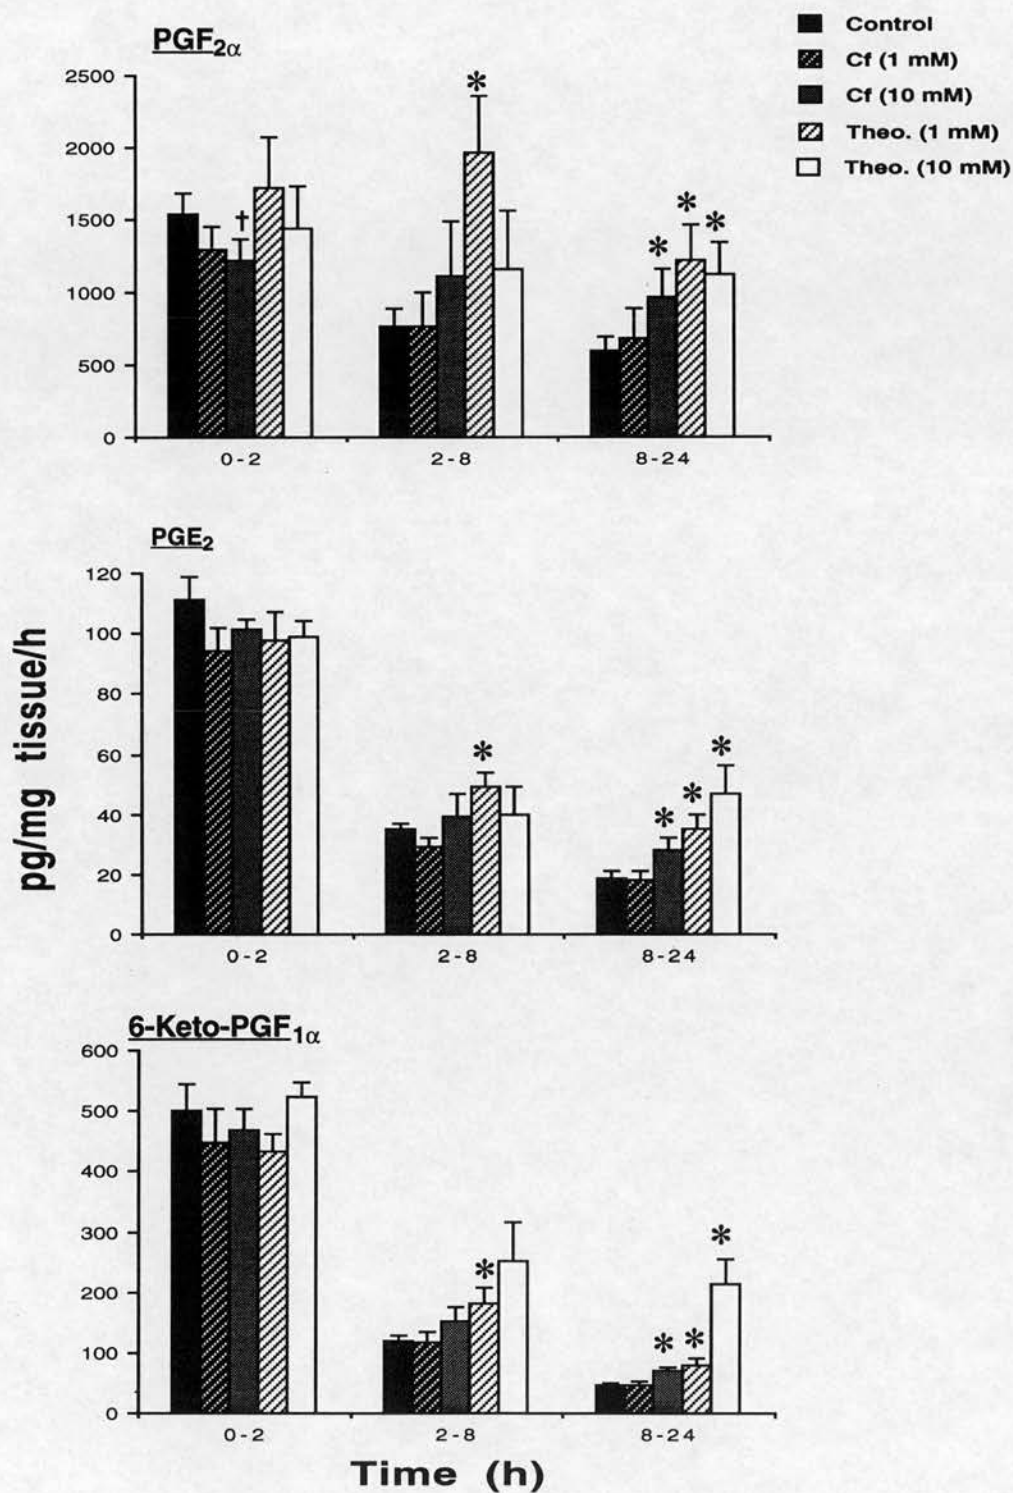 Control
Cf (1 mM)
Cf (10 mM)
Theo. (1 mM)
Theo. (10 mM)
PGF2α
2500
2000
1500
1000
500
0
*
†
* * *
0-2 2-8 8-24
PGE2
120
100
80
60
40
20
0
*
* * *
0-2 2-8 8-24
pg/mg tissue/h
6-Keto-PGF1α
600
500
400
300
200
100
0
*
* * *
0-2 2-8 8-24
Time (h)